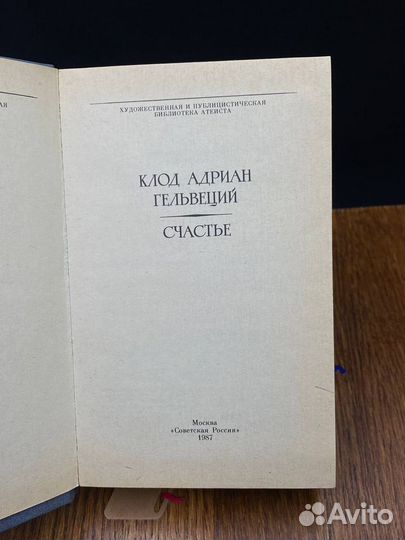 ХУДОЖЕСТВЕННАЯ И ПУБЛИЦИСТИЧЕСКАЯ
БИБЛИОТЕКА АТЕИСТА
КЛОД АДРИАН
ГЕЛЬВЕЦИЙ
СЧАСТЬЕ
Москва
«Советская Россия»
1987
Avito